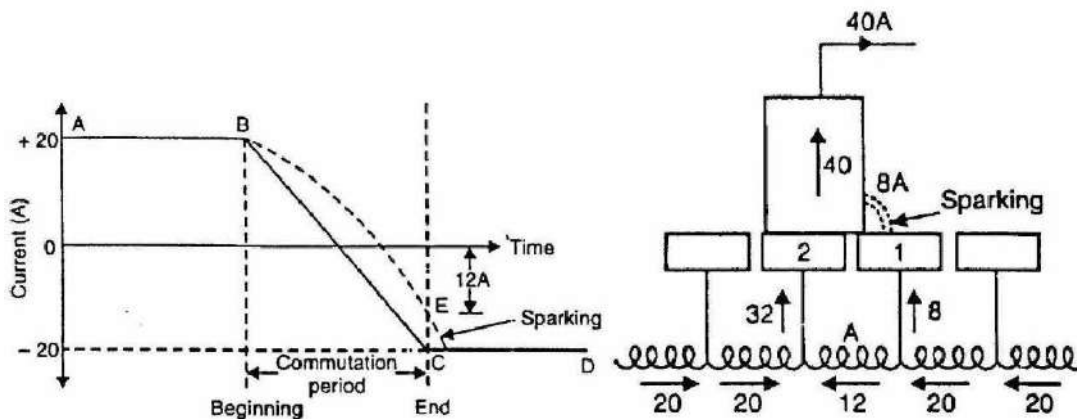 A
B
+ 20
Current (A)
0
Time
12A
E
Sparking
− 20
C
D
Commutation
period
Beginning
End
40A
40
8A
Sparking
2
1
32
8
A
20
20
12
20
20